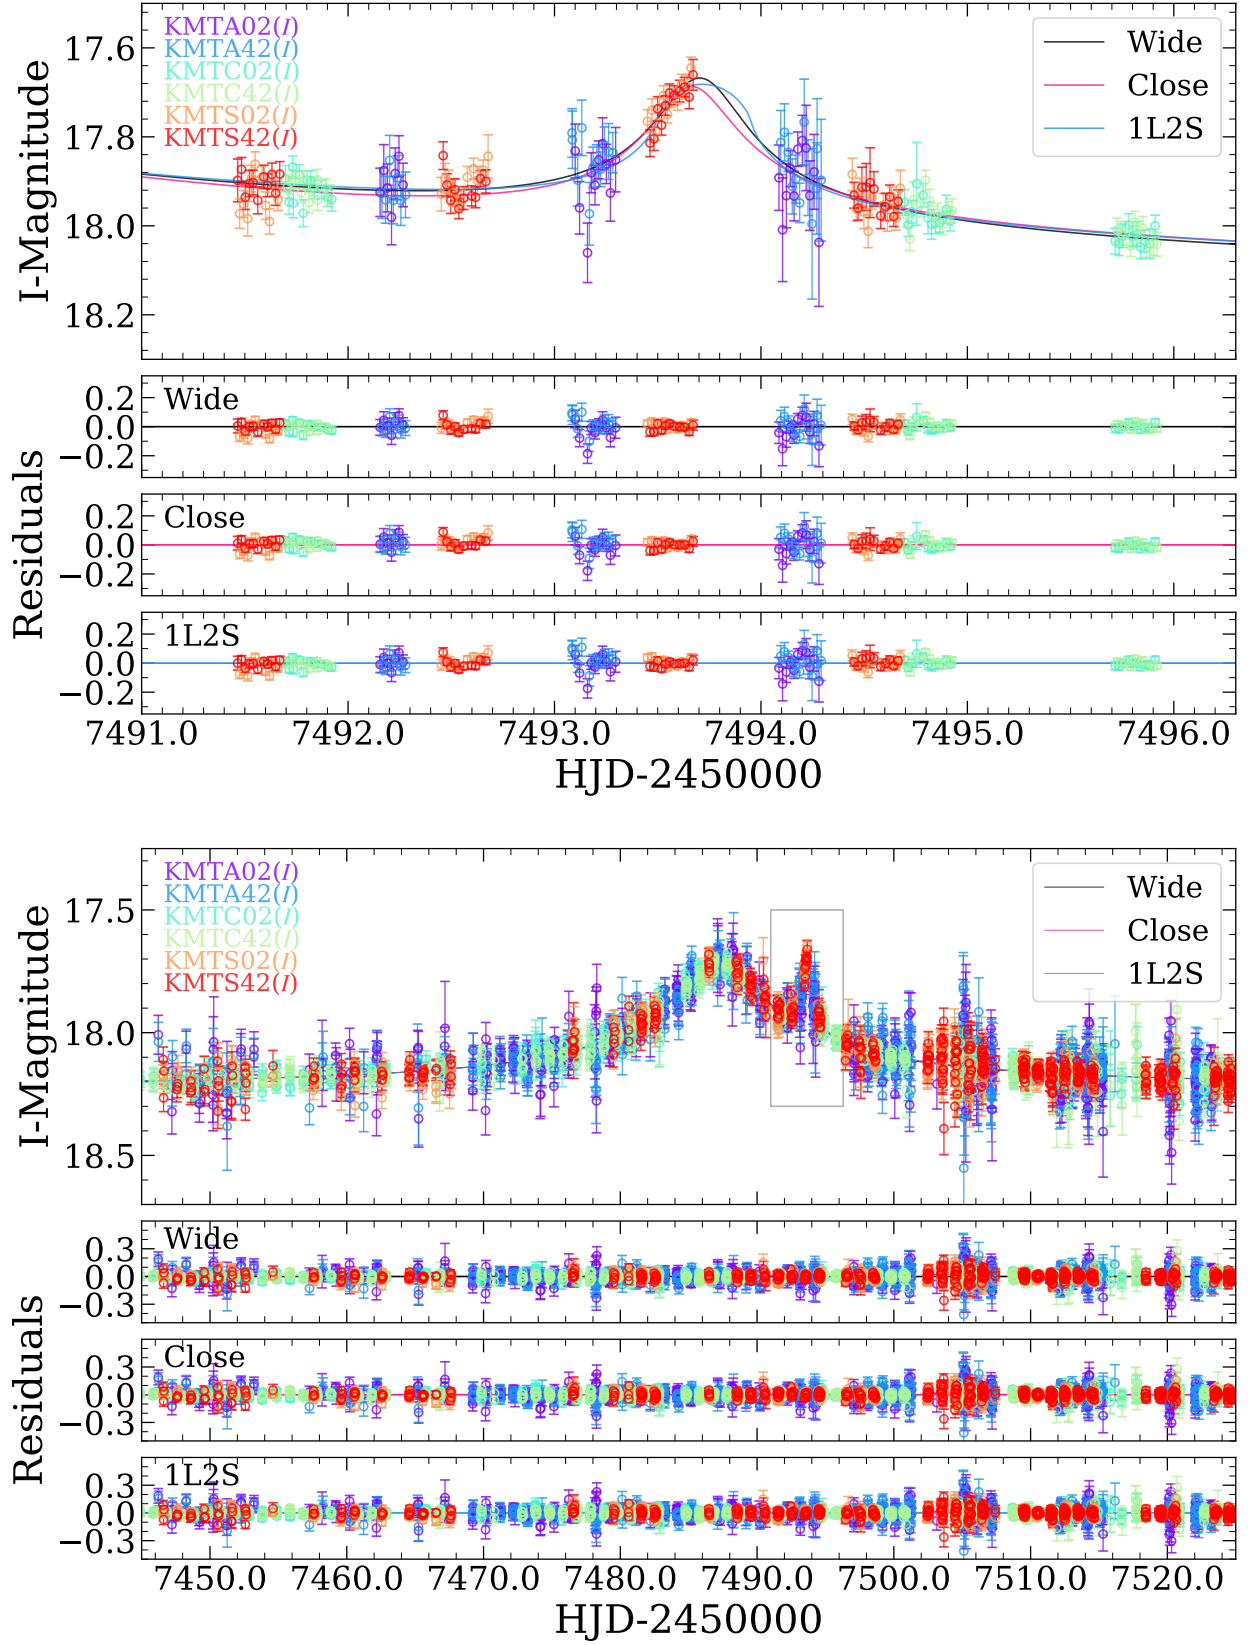 KMTA02(I)
KMTA42(I)
KMTC02(I)
KMTC42(I)
KMTS02(I)
KMTS42(I)
Wide
Close
1L2S
I-Magnitude
17.6
17.8
18.0
18.2
Wide
0.2
0.0
−0.2
Close
0.2
0.0
−0.2
1L2S
0.2
0.0
−0.2
Residuals
7491.0 7492.0 7493.0 7494.0 7495.0 7496.0
HJD-2450000
KMTA02(I)
KMTA42(I)
KMTC02(I)
KMTC42(I)
KMTS02(I)
KMTS42(I)
Wide
Close
1L2S
I-Magnitude
17.5
18.0
18.5
Wide
0.3
0.0
−0.3
Close
0.3
0.0
−0.3
1L2S
0.3
0.0
−0.3
Residuals
7450.0 7460.0 7470.0 7480.0 7490.0 7500.0 7510.0 7520.0
HJD-2450000